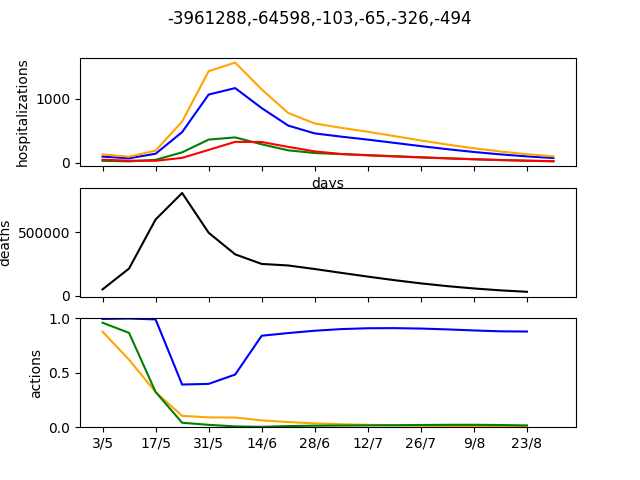 -3961288,-64598,-103,-65,-326,-494
hospitalizations
1000
0
days
deaths
500000
0
actions
1.0
0.5
0.0
3/5 17/5 31/5 14/6 28/6 12/7 26/7 9/8 23/8